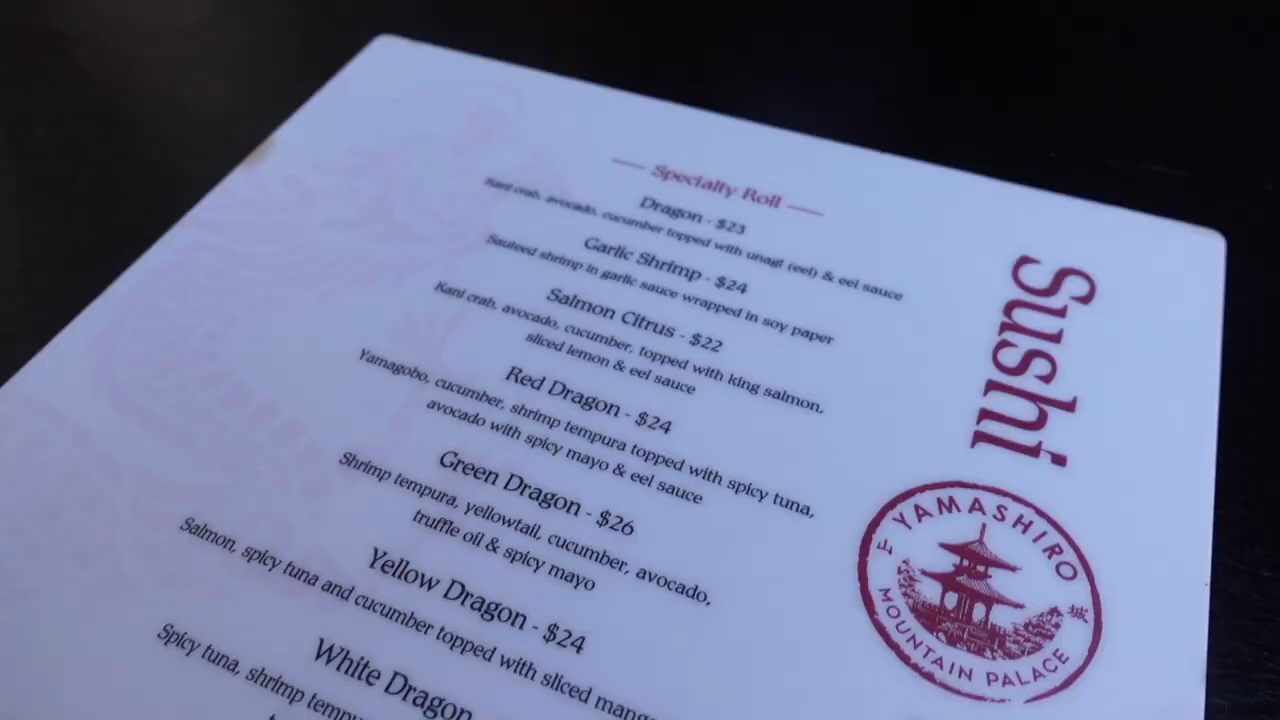 Specialty Roll
Dragon - $23
Kani crab, avocado, cucumber topped with unagi (eel) & eel sauce
Garlic Shrimp - $24
Sauteed shrimp in garlic sauce wrapped in soy paper
Salmon Citrus - $22
Kani crab, avocado, cucumber, topped with king salmon,
sliced lemon & eel sauce
Red Dragon - $24
Yamagobo, cucumber, shrimp tempura topped with spicy tuna,
avocado with spicy mayo & eel sauce
Green Dragon - $26
Shrimp tempura, yellowtail, cucumber, avocado,
truffle oil & spicy mayo
Yellow Dragon - $24
Salmon, spicy tuna and cucumber topped with sliced mango
White Dragon
Spicy tuna, shrimp
Sushi
YAMASHIRO
城
MOUNTAIN PALACE